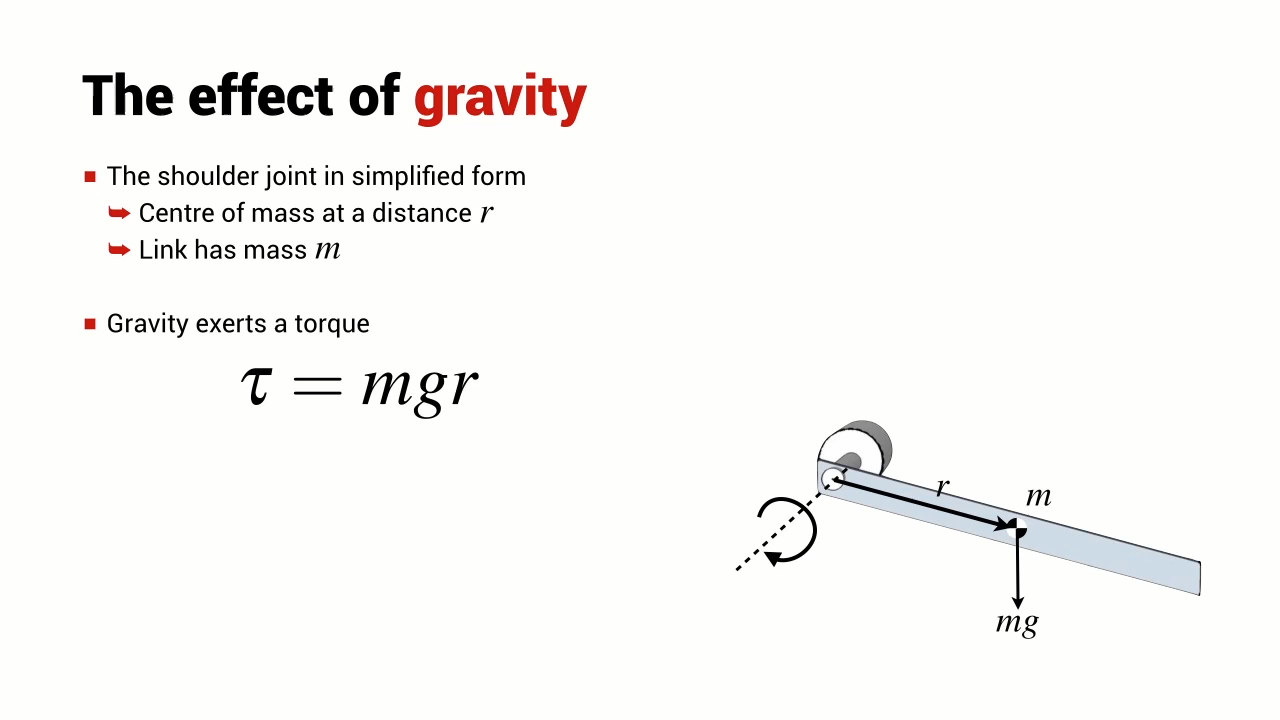 The effect of gravity
The shoulder joint in simplified form
Centre of mass at a distance r
Link has mass m
Gravity exerts a torque
τ = mgr
r
m
mg